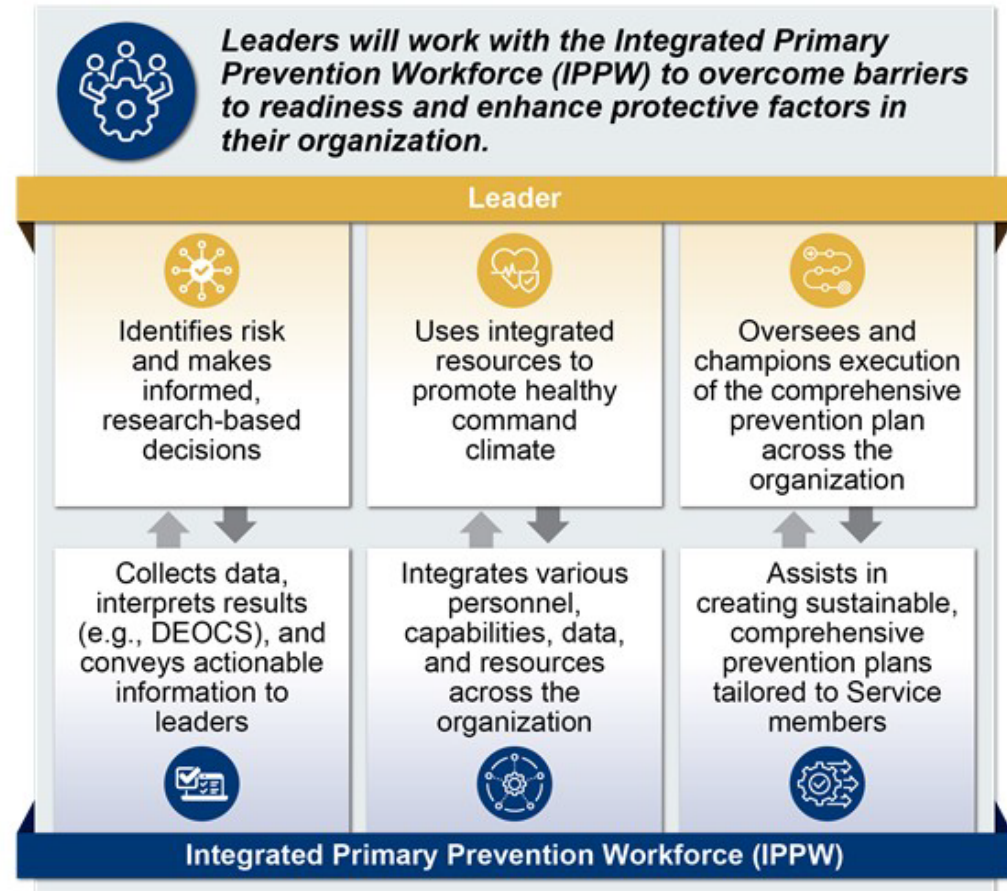 Leaders will work with the Integrated Primary
Prevention Workforce (IPPW) to overcome barriers
to readiness and enhance protective factors in
their organization.
Leader
Identifies risk
and makes
informed,
research-based
decisions
Uses integrated
resources to
promote healthy
command
climate
Oversees and
champions execution
of the comprehensive
prevention plan
across the
organization
Collects data,
interprets results
(e.g., DEOCS), and
conveys actionable
information to
leaders
Integrates various
personnel,
capabilities, data,
and resources
across the
organization
Assists in
creating sustainable,
comprehensive
prevention plans
tailored to Service
members
Integrated Primary Prevention Workforce (IPPW)